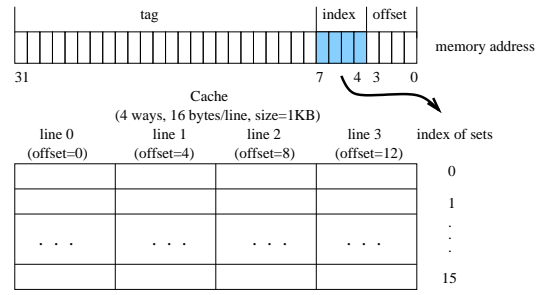 tag index offset
memory address
31 7 4 3 0
Cache
(4 ways, 16 bytes/line, size=1KB)
line 0 line 1 line 2 line 3 index of sets
(offset=0) (offset=4) (offset=8) (offset=12)
0
1
.
.
.
. . . . . . . . . . . .
15